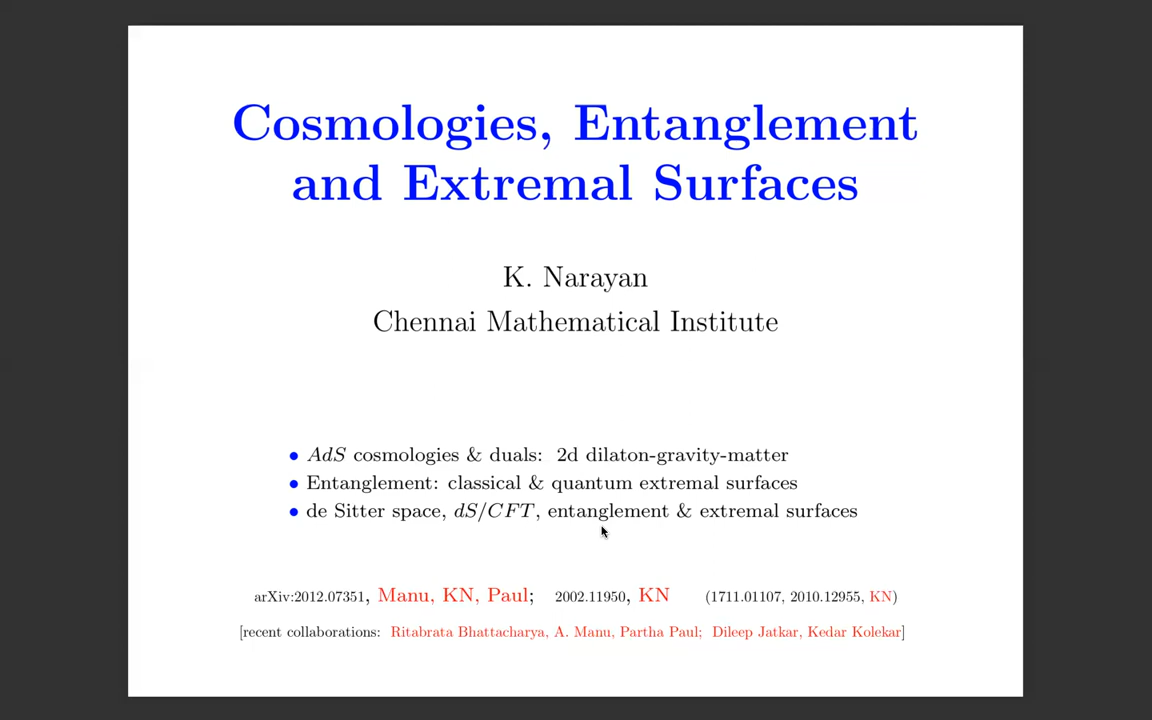 Cosmologies, Entanglement
and Extremal Surfaces
K. Narayan
Chennai Mathematical Institute
• AdS cosmologies & duals: 2d dilaton-gravity-matter
• Entanglement: classical & quantum extremal surfaces
• de Sitter space, dS/CFT, entanglement & extremal surfaces
arXiv:2012.07351, Manu, KN, Paul; 2002.11950, KN (1711.01107, 2010.12955, KN)
[recent collaborations: Ritabrata Bhattacharya, A. Manu, Partha Paul; Dileep Jatkar, Kedar Kolekar]